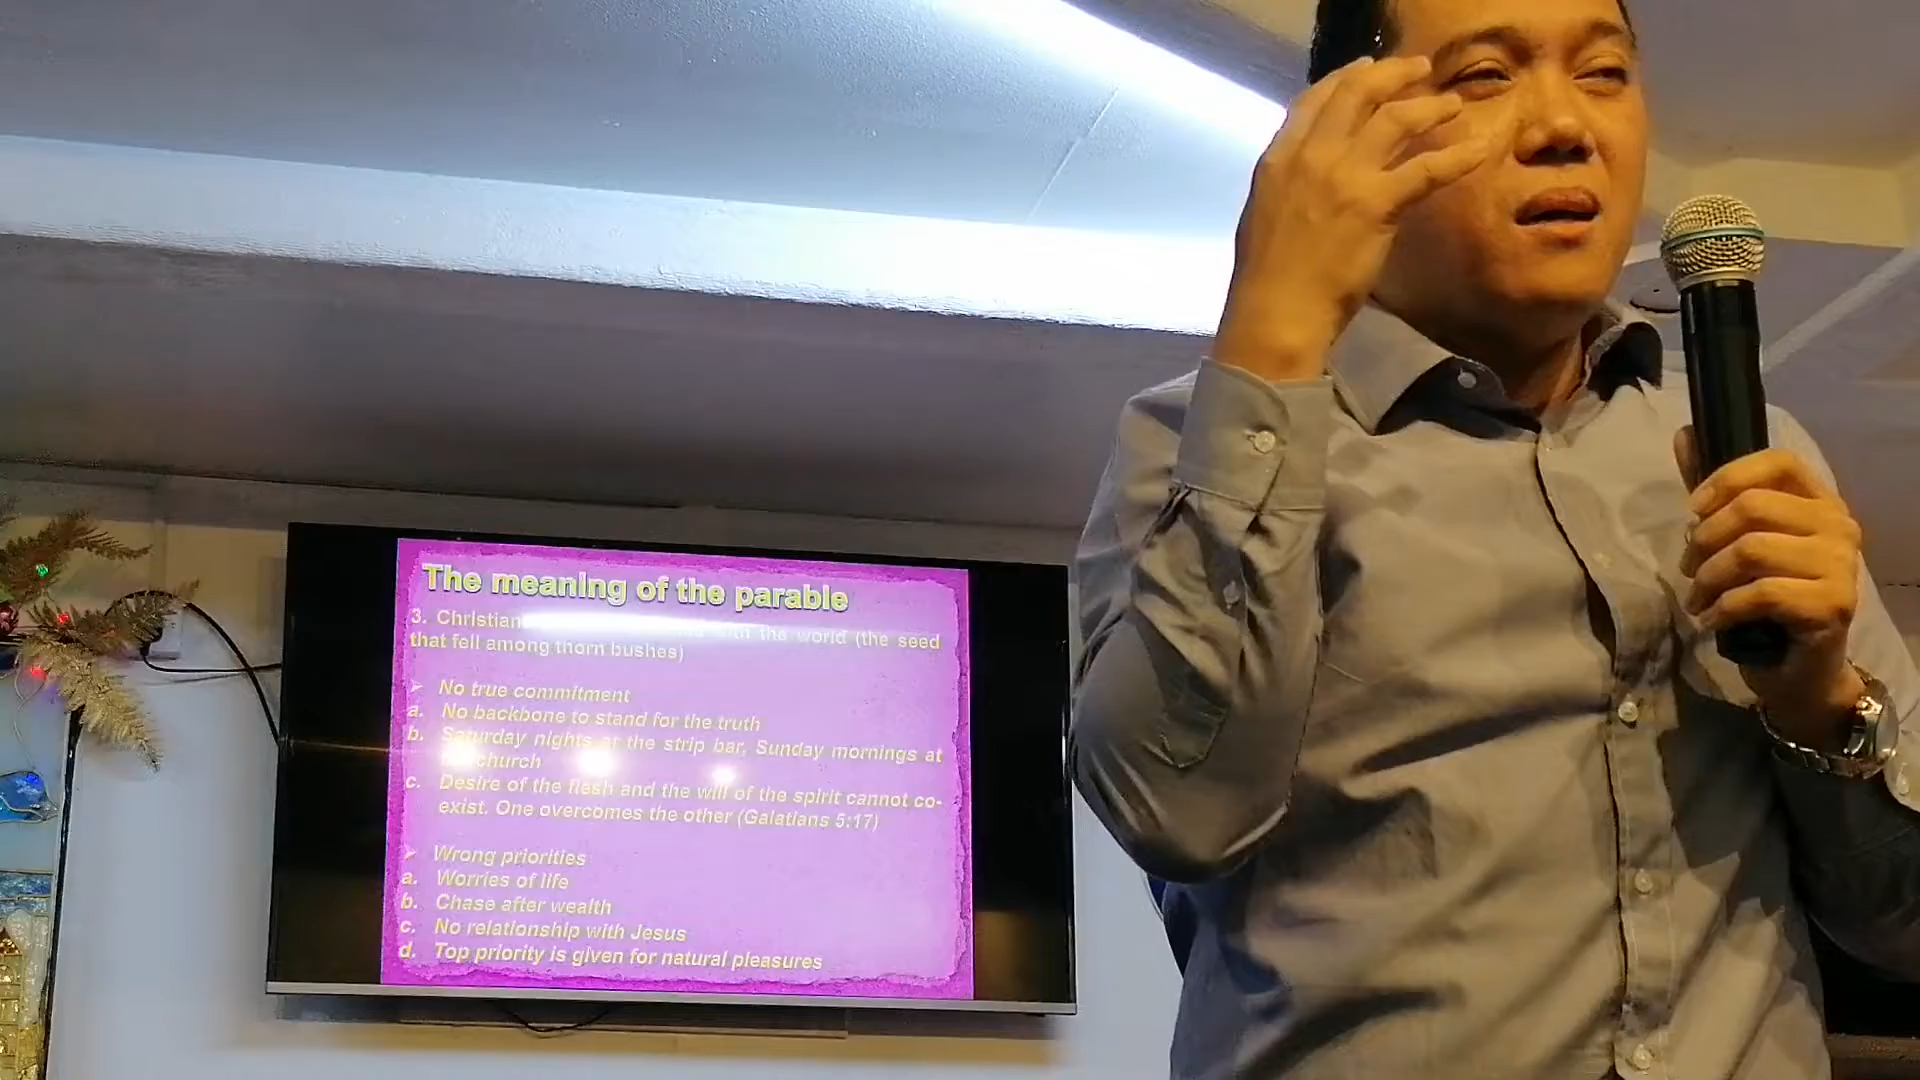 The meaning of the parable
3. Christian with the world (the seed
that fell among thorn bushes)
➢ No true commitment
a. No backbone to stand for the truth
b. Saturday nights at the strip bar, Sunday mornings at
church
c. Desire of the flesh and the will of the spirit cannot co-
exist. One overcomes the other (Galatians 5:17)
➢ Wrong priorities
a. Worries of life
b. Chase after wealth
c. No relationship with Jesus
d. Top priority is given for natural pleasures